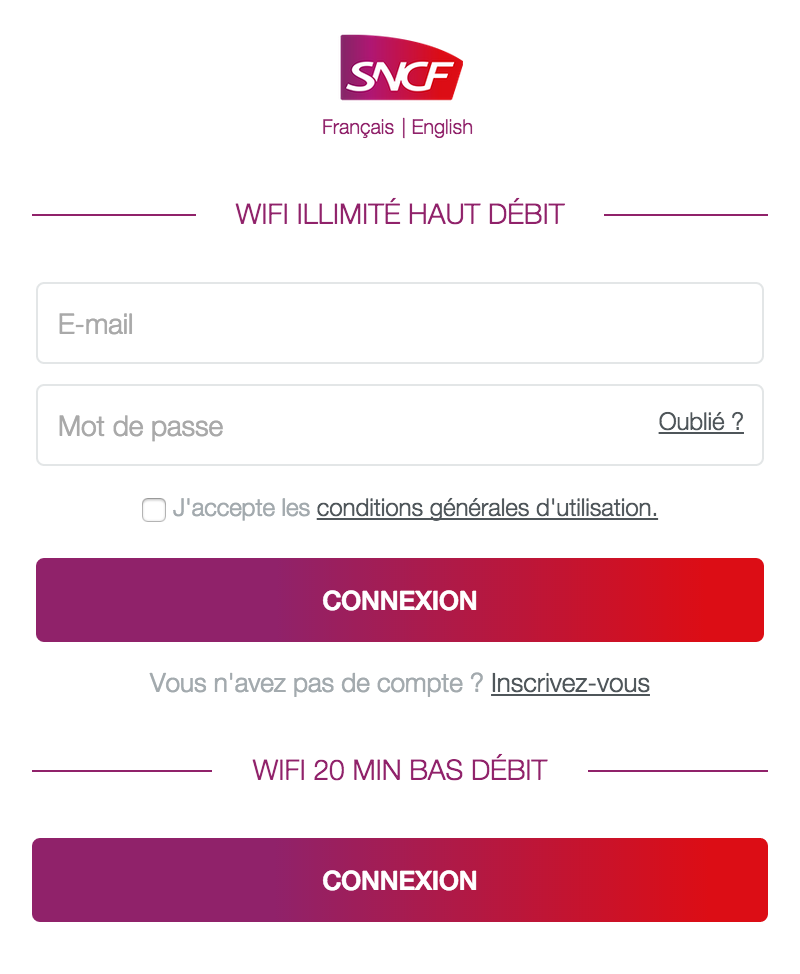 SNCF
Français | English
WIFI ILLIMITÉ HAUT DÉBIT
E-mail
Mot de passe
Oublié ?
J'accepte les conditions générales d'utilisation.
CONNEXION
Vous n'avez pas de compte ? Inscrivez-vous
WIFI 20 MIN BAS DÉBIT
CONNEXION